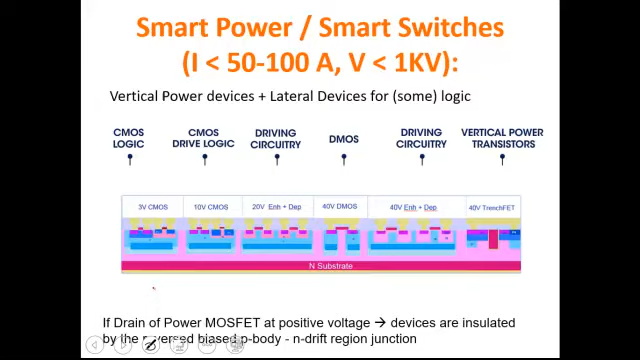 Smart Power / Smart Switches
(I < 50-100 A, V < 1KV):
Vertical Power devices + Lateral Devices for (some) logic
CMOS LOGIC
CMOS DRIVE LOGIC
DRIVING CIRCUITRY
DMOS
DRIVING CIRCUITRY
VERTICAL POWER TRANSISTORS
3V CMOS
10V CMOS
20V Enh + Dep
40V DMOS
40V Enh + Dep
40V TrenchFET
N Substrate
If Drain of Power MOSFET at positive voltage → devices are insulated
by the reversed biased p-body - n-drift region junction